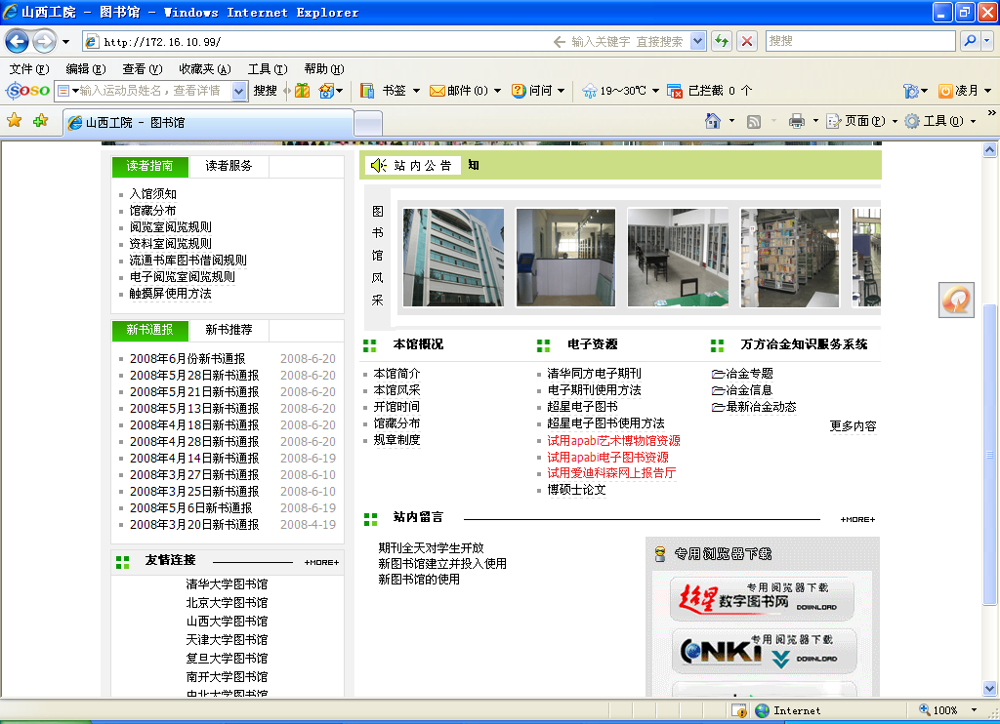 山西工院 - 图书馆 - Windows Internet Explorer
http://172.16.10.99/
输入关键字 直接搜索
搜搜
文件(F) 编辑(E) 查看(V) 收藏夹(A) 工具(T) 帮助(H)
SOSO 输入运动员姓名，查看详情 搜搜 书签 邮件(0) 问问 19~30℃ 已拦截 0 个 凌月
山西工院 - 图书馆
页面(P) 工具(O)
读者指南 读者服务
入馆须知
馆藏分布
阅览室阅览规则
资料室阅览规则
流通书库图书借阅规则
电子阅览室阅览规则
触摸屏使用方法
新书通报 新书推荐
2008年6月份新书通报 2008-6-20
2008年5月28日新书通报 2008-6-20
2008年5月21日新书通报 2008-6-20
2008年5月13日新书通报 2008-6-20
2008年4月18日新书通报 2008-6-20
2008年4月28日新书通报 2008-6-20
2008年4月14日新书通报 2008-6-19
2008年3月27日新书通报 2008-6-10
2008年3月25日新书通报 2008-6-10
2008年5月6日新书通报 2008-6-19
2008年3月20日新书通报 2008-4-19
友情连接 +MORE+
清华大学图书馆
北京大学图书馆
山西大学图书馆
天津大学图书馆
复旦大学图书馆
南开大学图书馆
中北大学图书馆
站内公告 知
图书馆风采
本馆概况
本馆简介
本馆风采
开馆时间
馆藏分布
规章制度
电子资源
清华同方电子期刊
电子期刊使用方法
超星电子图书
超星电子图书使用方法
试用apabi艺术博物馆资源
试用apabi电子图书资源
试用爱迪科森网上报告厅
博硕士论文
万方冶金知识服务系统
冶金专题
冶金信息
最新冶金动态
更多内容
站内留言 +MORE+
期刊全天对学生开放
新图书馆建立并投入使用
新图书馆的使用
专用浏览器下载
超星数字图书网 专用阅览器下载 DOWNLOAD
CNKI 专用阅览器下载 DOWNLOAD
Internet 100%